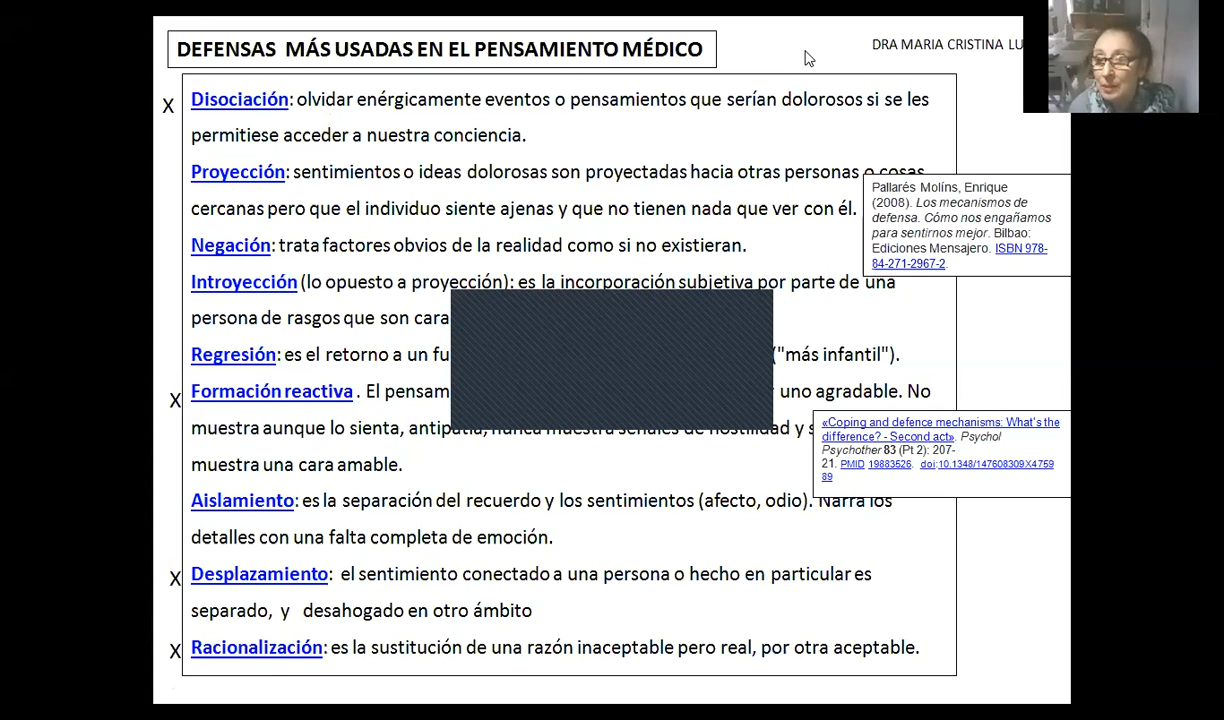 DEFENSAS MÁS USADAS EN EL PENSAMIENTO MÉDICO
DRA MARIA CRISTINA LU
X Disociación: olvidar enérgicamente eventos o pensamientos que serían dolorosos si se les
permitiese acceder a nuestra conciencia.
Proyección: sentimientos o ideas dolorosas son proyectadas hacia otras personas o cosas
cercanas pero que el individuo siente ajenas y que no tienen nada que ver con él.
Negación: trata factores obvios de la realidad como si no existieran.
Introyección (lo opuesto a proyección): es la incorporación subjetiva por parte de una
persona de rasgos que son
Regresión: es el retorno a un ("más infantil").
X Formación reactiva . El uno agradable. No
muestra aunque lo sienta, antipatía, nunca muestra señales de hostilidad y
muestra una cara amable.
Aislamiento: es la separación del recuerdo y los sentimientos (afecto, odio). Narra los
detalles con una falta completa de emoción.
X Desplazamiento: el sentimiento conectado a una persona o hecho en particular es
separado, y desahogado en otro ámbito
X Racionalización: es la sustitución de una razón inaceptable pero real, por otra aceptable.
Pallarés Molíns, Enrique
(2008). Los mecanismos de
defensa. Cómo nos engañamos
para sentirnos mejor. Bilbao:
Ediciones Mensajero. ISBN 978-
84-271-2967-2.
«Coping and defence mechanisms: What's the
difference? - Second act». Psychol
Psychother 83 (Pt 2): 207-
21. PMID 19883526. doi:10.1348/147608309X4759
89